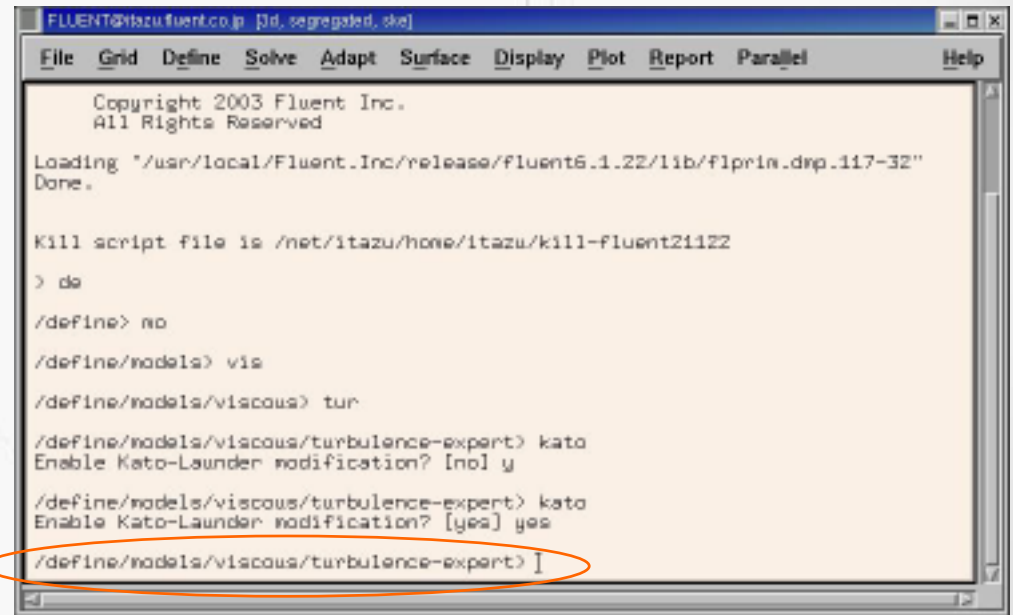 FLUENT@itazu.fluent.co.jp [3d, segregated, ske]
File Grid Define Solve Adapt Surface Display Plot Report Parallel Help
Copyright 2003 Fluent Inc.
All Rights Reserved
Loading "/usr/local/Fluent.Inc/release/fluent6.1.22/lib/flprim.dmp.117-32"
Done.
Kill script file is /net/itazu/home/itazu/kill-fluent21122
> de
/define> mo
/define/models> vis
/define/models/viscous> tur
/define/models/viscous/turbulence-expert> kato
Enable Kato-Launder modification? [no] y
/define/models/viscous/turbulence-expert> kato
Enable Kato-Launder modification? [yes] yes
/define/models/viscous/turbulence-expert>